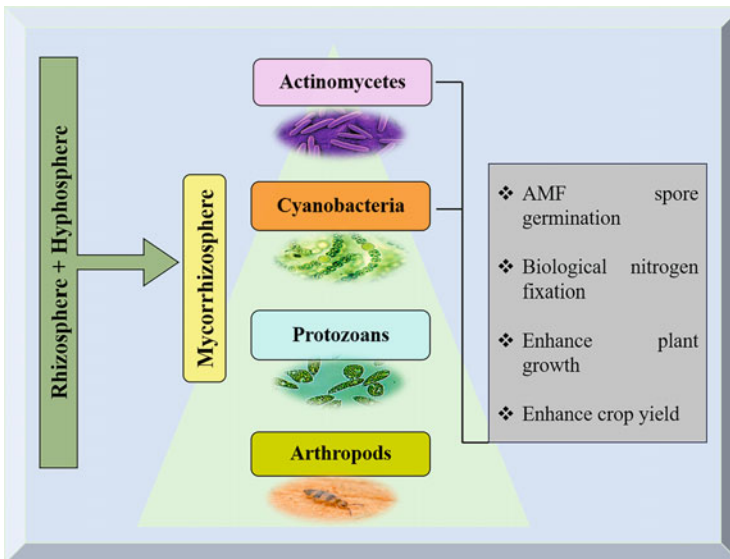 Rhizosphere + Hyphosphere
Mycorrhizosphere
Actinomycetes
Cyanobacteria
Protozoans
Arthropods
❖ AMF spore
germination
❖ Biological nitrogen
fixation
❖ Enhance plant
growth
❖ Enhance crop yield